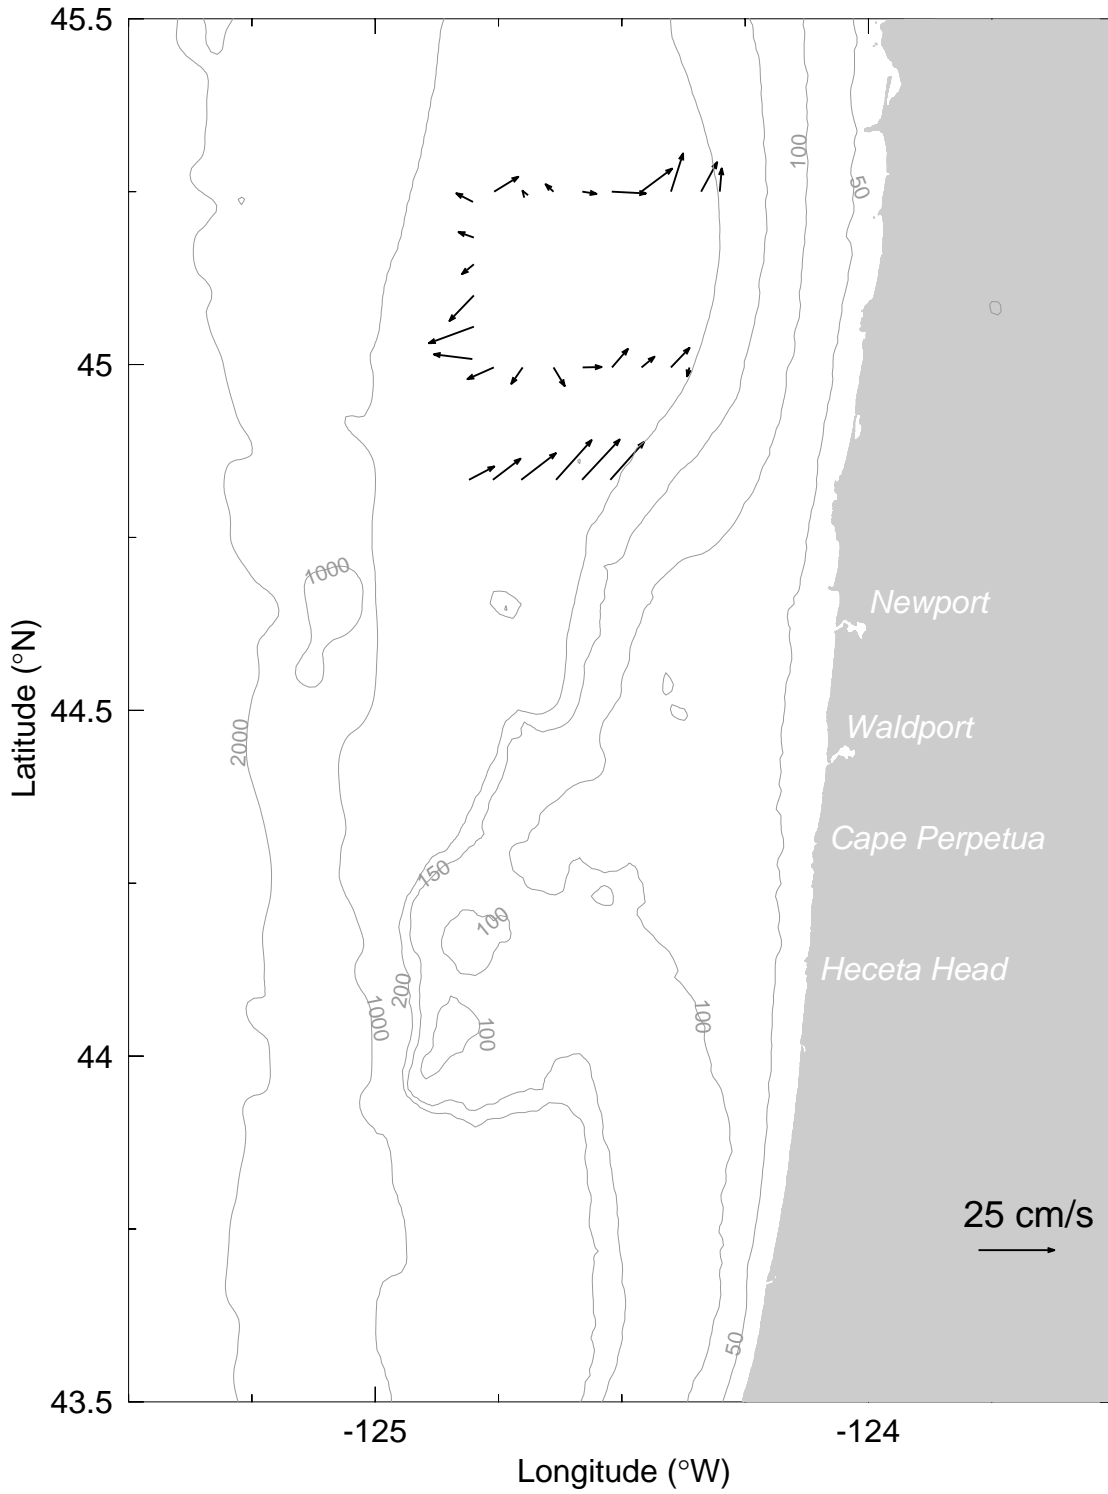 45.5
100
50
45
1000
Newport
Latitude (°N)
44.5
2000
Waldport
Cape Perpetua
150
100
Heceta Head
200
1000
100
100
44
25 cm/s
50
43.5
-125
-124
Longitude (°W)